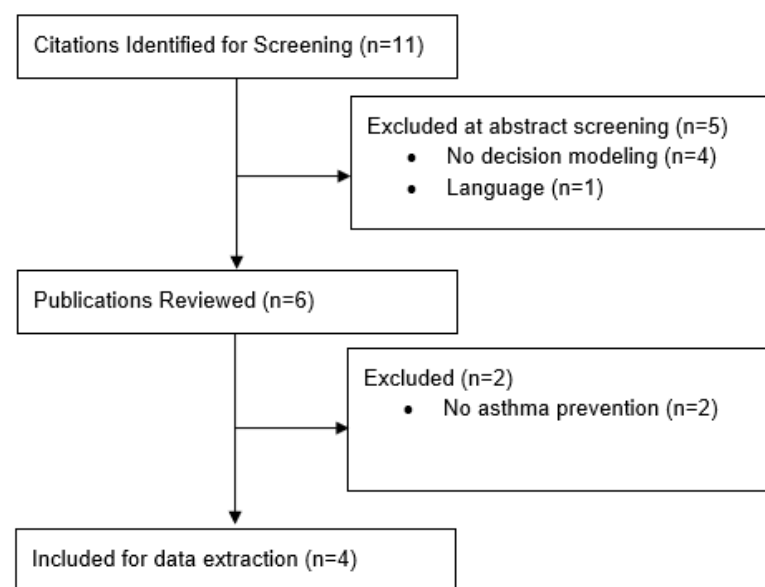 Citations Identified for Screening (n=11)
Excluded at abstract screening (n=5)
• No decision modeling (n=4)
• Language (n=1)
Publications Reviewed (n=6)
Excluded (n=2)
• No asthma prevention (n=2)
Included for data extraction (n=4)